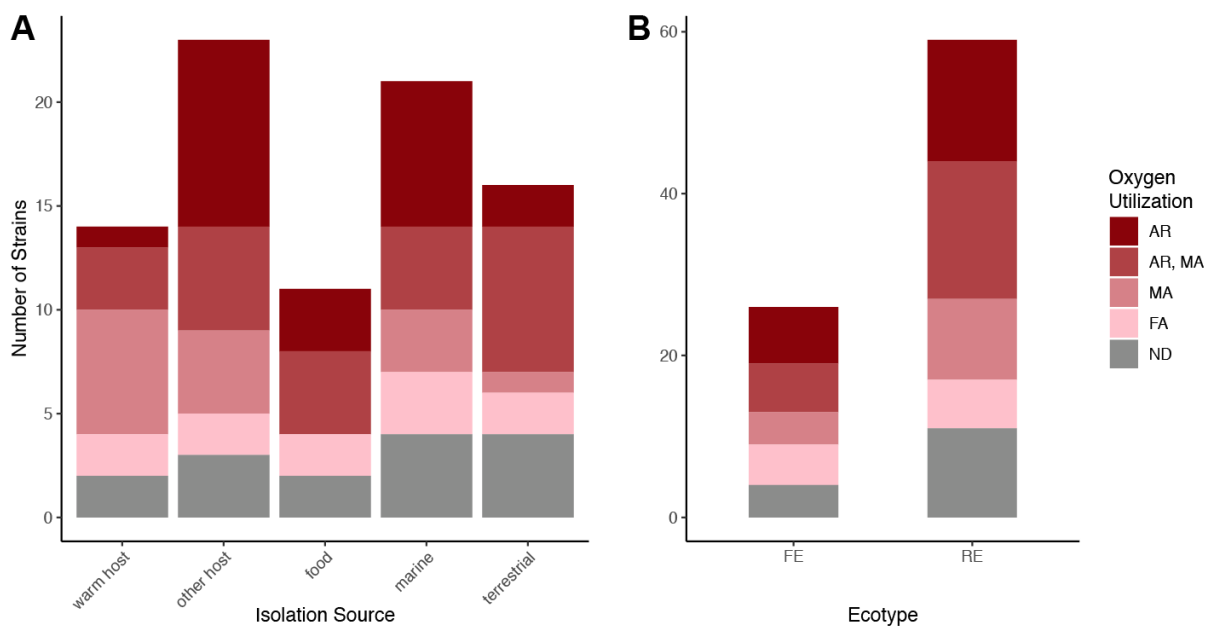 A
Number of Strains
20
15
10
5
0
warm host
other host
food
marine
terrestrial
Isolation Source
B
60
40
20
0
FE
RE
Ecotype
Oxygen
Utilization
AR
AR, MA
MA
FA
ND